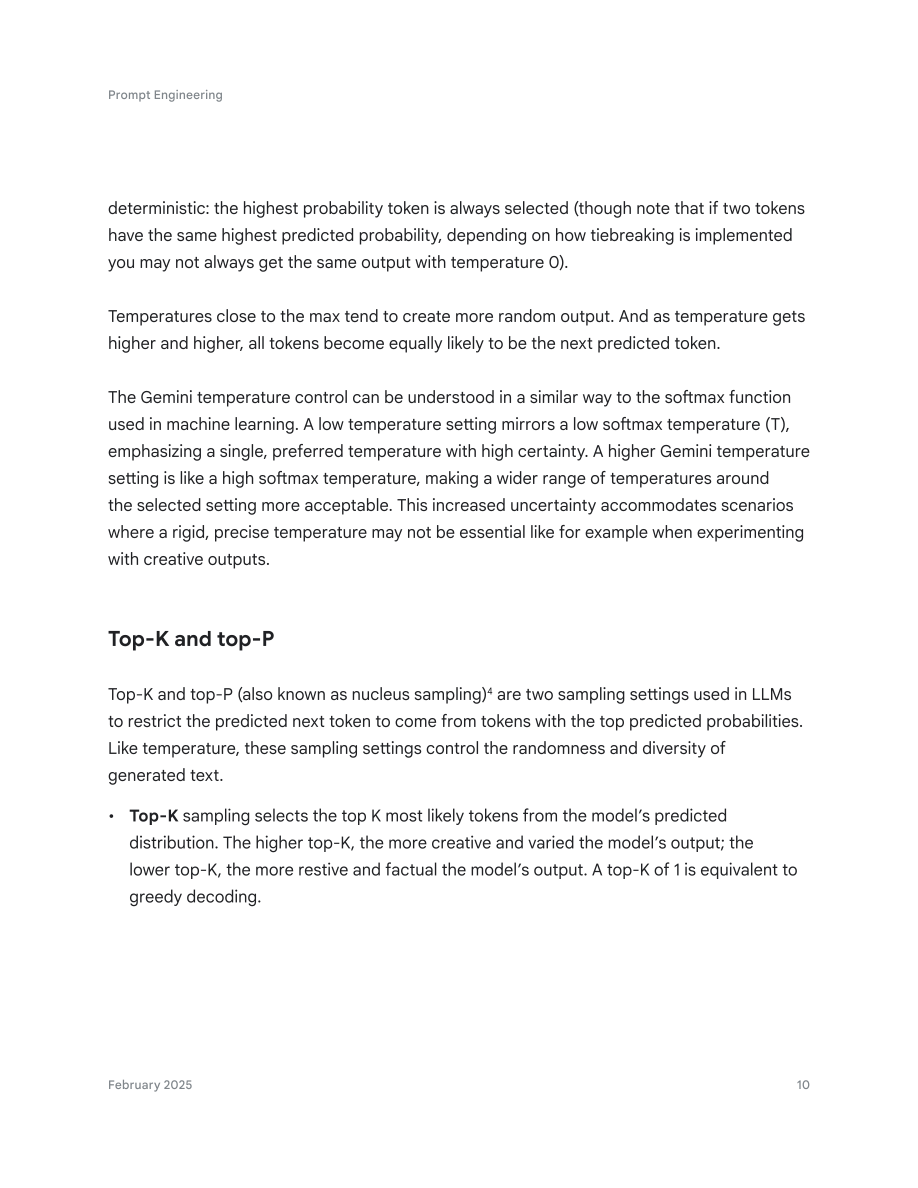 Prompt Engineering
deterministic: the highest probability token is always selected (though note that if two tokens
have the same highest predicted probability, depending on how tiebreaking is implemented
you may not always get the same output with temperature 0).
Temperatures close to the max tend to create more random output. And as temperature gets
higher and higher, all tokens become equally likely to be the next predicted token.
The Gemini temperature control can be understood in a similar way to the softmax function
used in machine learning. A low temperature setting mirrors a low softmax temperature (T),
emphasizing a single, preferred temperature with high certainty. A higher Gemini temperature
setting is like a high softmax temperature, making a wider range of temperatures around
the selected setting more acceptable. This increased uncertainty accommodates scenarios
where a rigid, precise temperature may not be essential like for example when experimenting
with creative outputs.
Top-K and top-P
Top-K and top-P (also known as nucleus sampling)⁴ are two sampling settings used in LLMs
to restrict the predicted next token to come from tokens with the top predicted probabilities.
Like temperature, these sampling settings control the randomness and diversity of
generated text.
• Top-K sampling selects the top K most likely tokens from the model’s predicted
distribution. The higher top-K, the more creative and varied the model’s output; the
lower top-K, the more restive and factual the model’s output. A top-K of 1 is equivalent to
greedy decoding.
February 2025
10